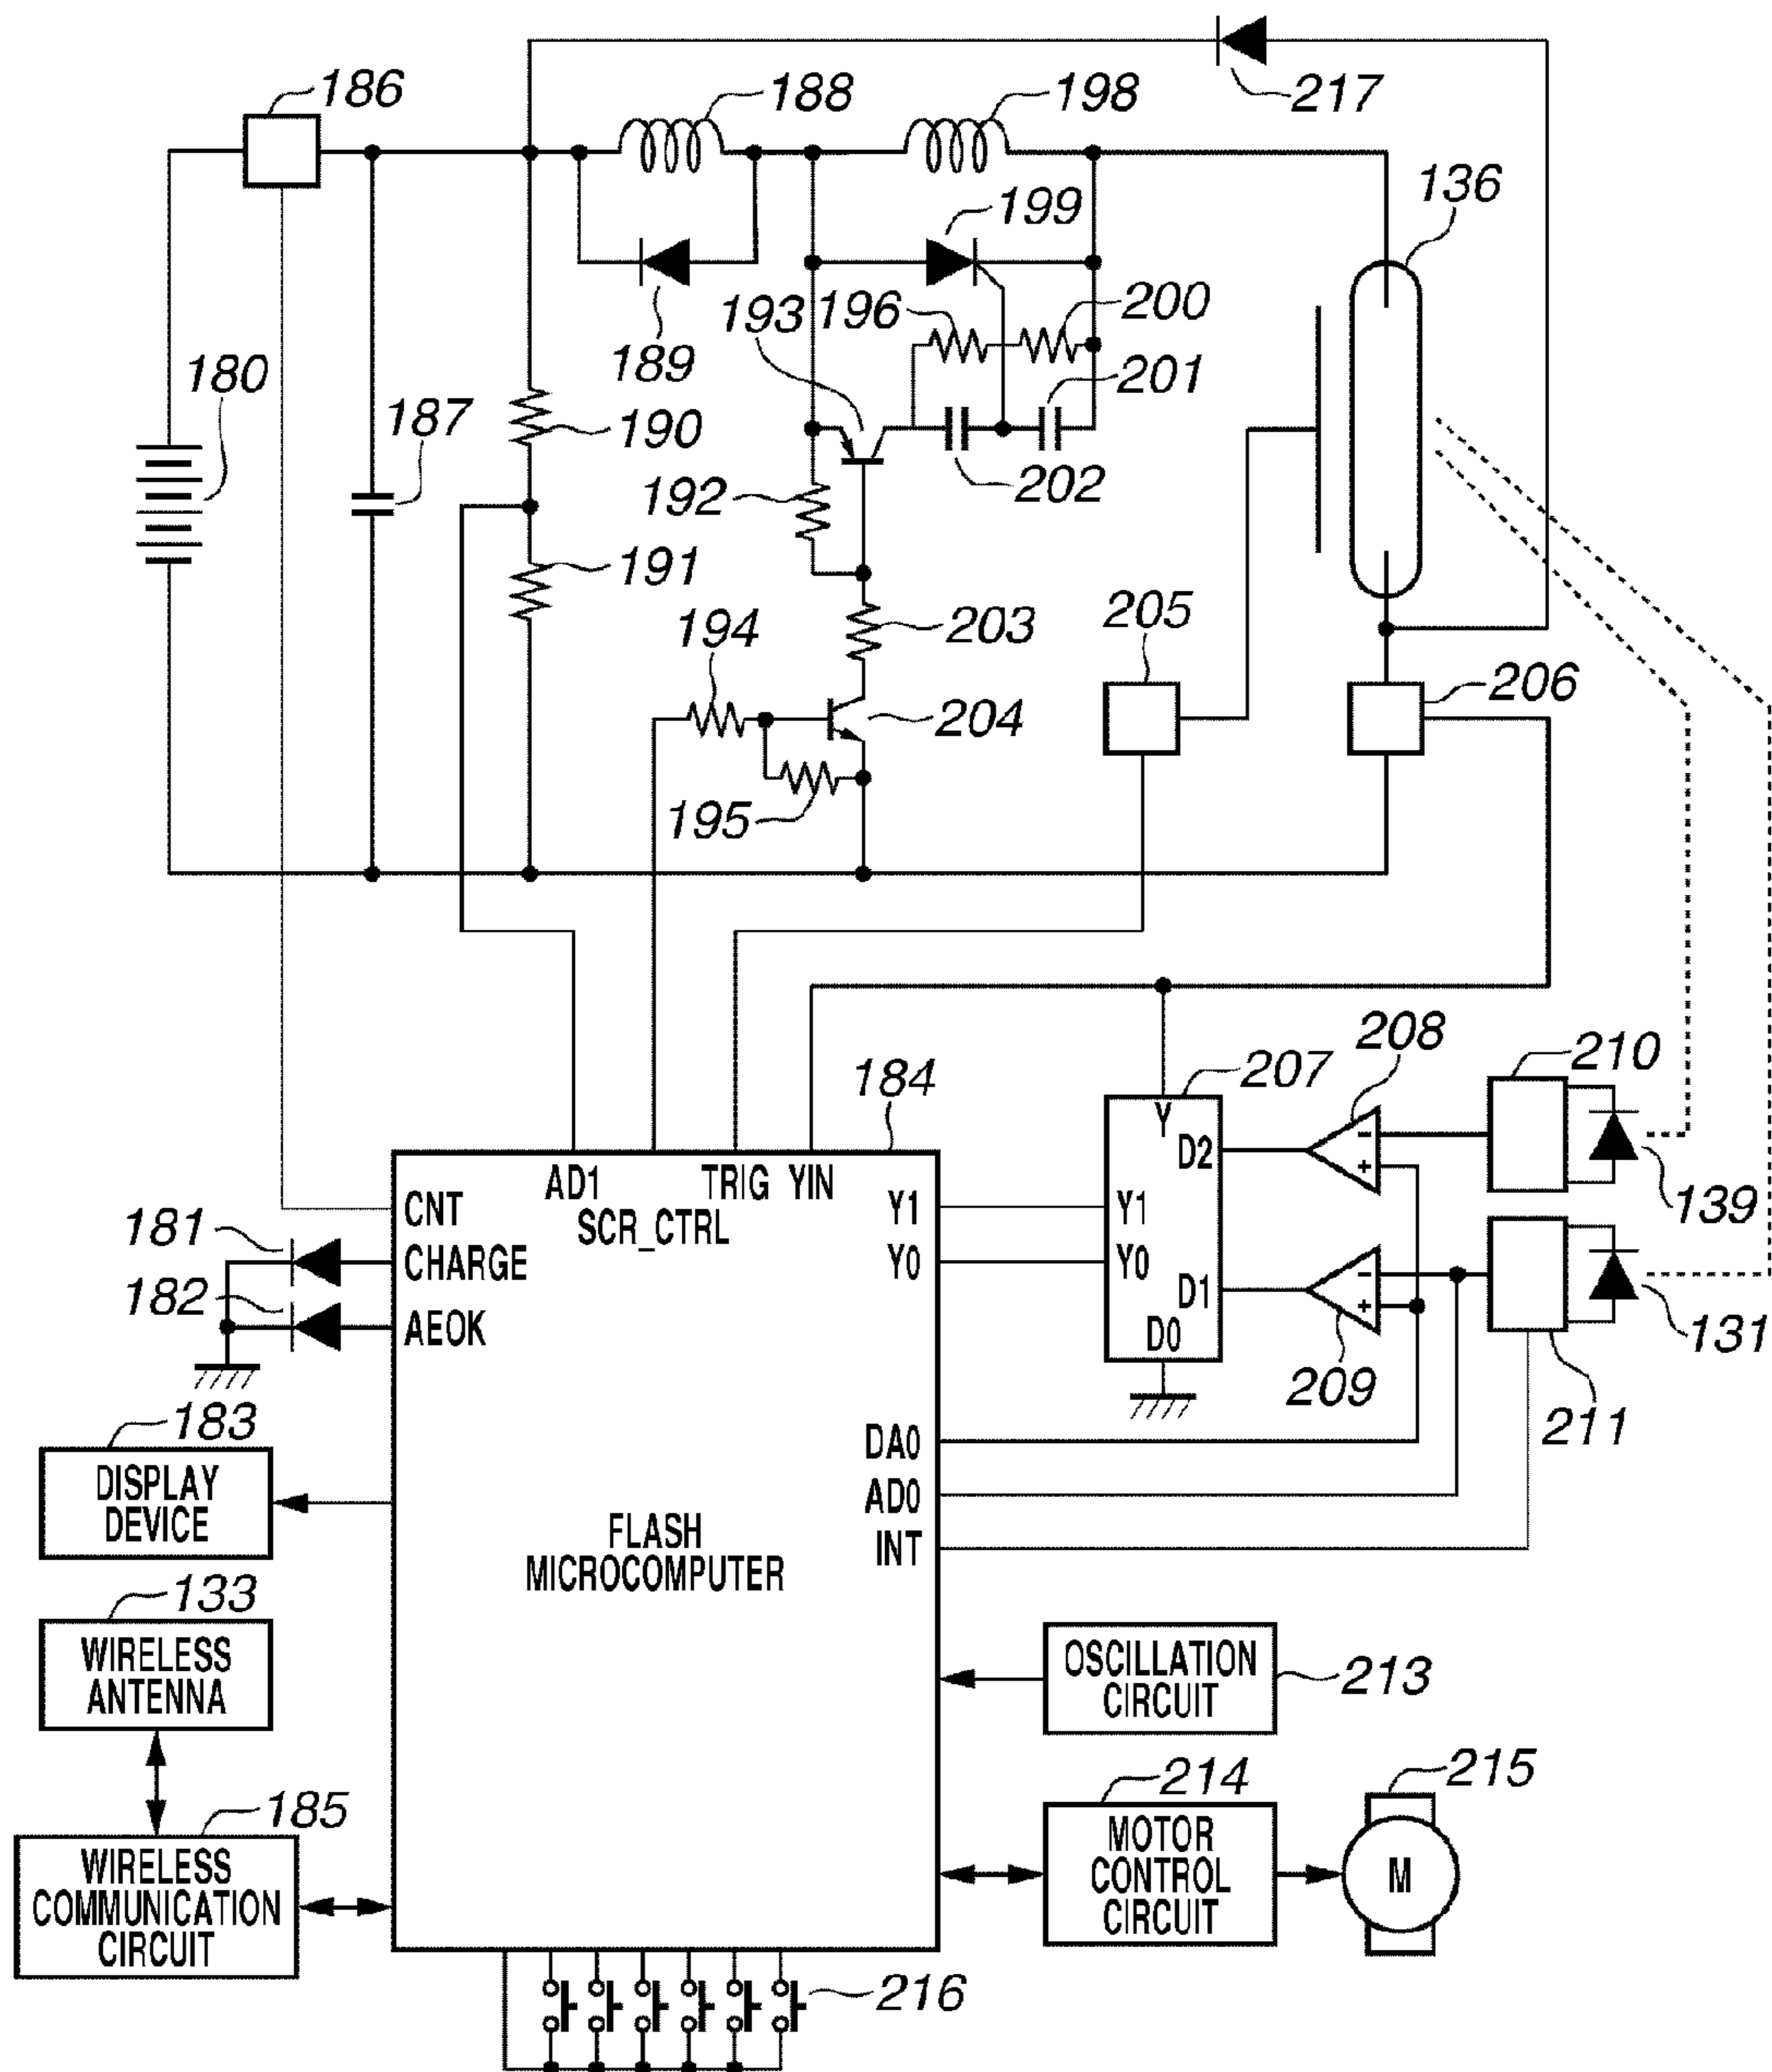 217
186
188
198
136
199
193
196
200
189
201
180
187
190
192
202
191
205
194
203
206
204
195
184
207
208
210
Y
D2
AD1
TRIG
YIN
CNT
SCR_CTRL
Y1
Y1
139
181
CHARGE
Y0
Y0
D1
182
AEOK
D0
131
209
211
183
DA0
DISPLAY
DEVICE
AD0
FLASH
MICROCOMPUTER
INT
133
WIRELESS
ANTENNA
OSCILLATION
CIRCUIT
213
185
214
215
WIRELESS
COMMUNICATION
CIRCUIT
MOTOR
CONTROL
CIRCUIT
M
216
-
+
-
+